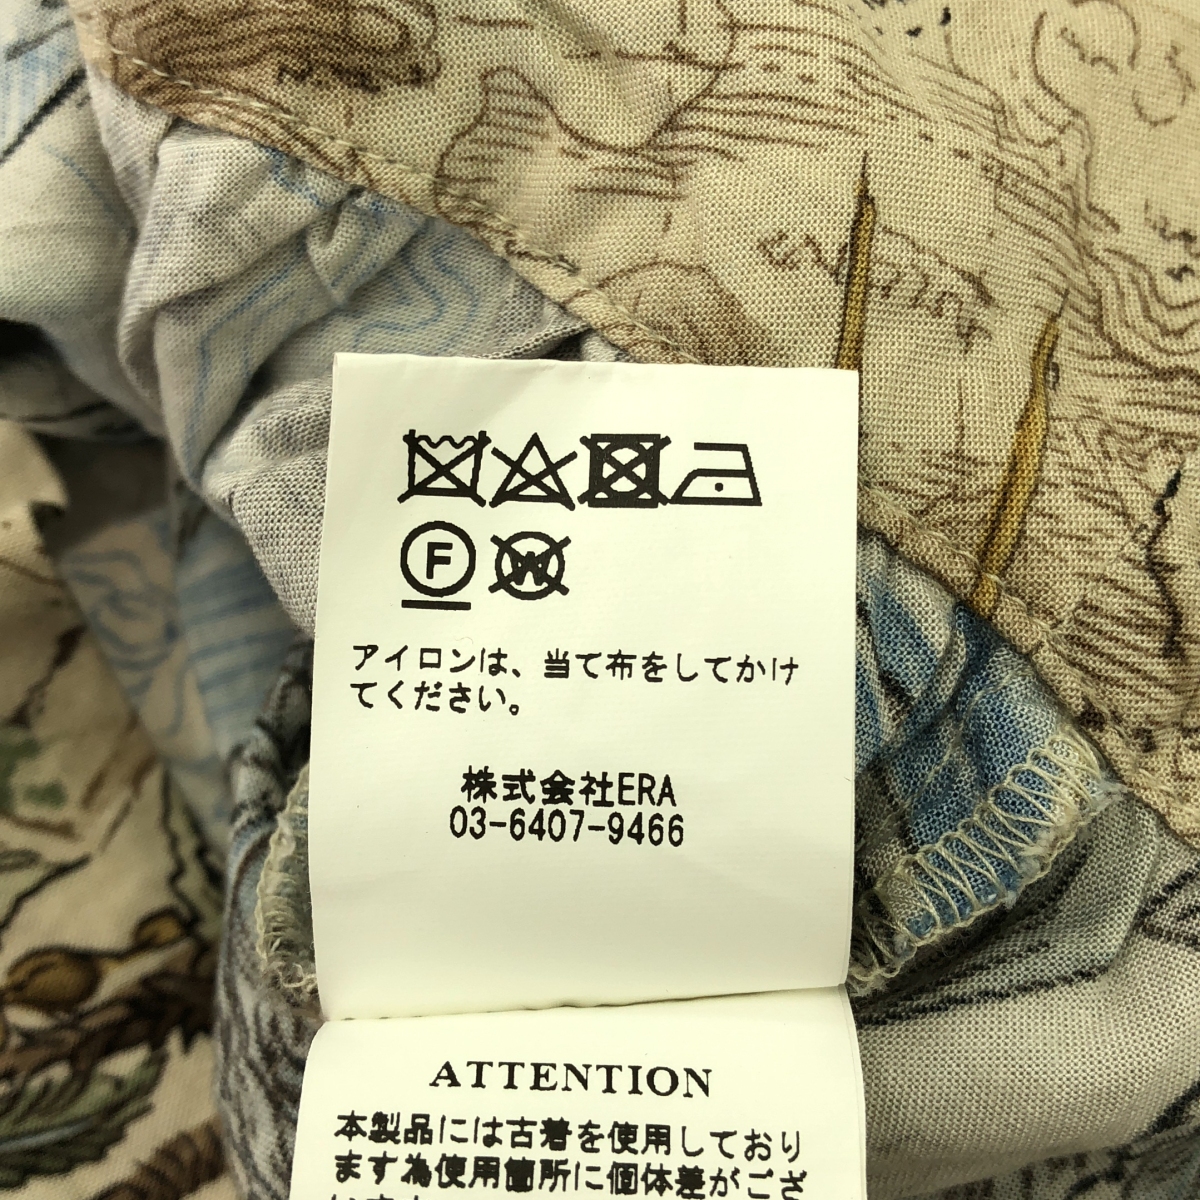 F W
アイロンは、当て布をしてかけ
てください。
株式会社ERA
03-6407-9466
ATTENTION
本製品には古着を使用しており
ます為使用箇所に個体差がござ